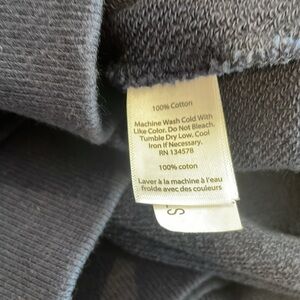 100% Cotton
Machine Wash Cold With
Like Color. Do Not Bleach.
Tumble Dry Low, Cool
Iron If Necessary.
RN 134578
100% coton
Laver à la machine à l'eau
froide avec des couleurs
S